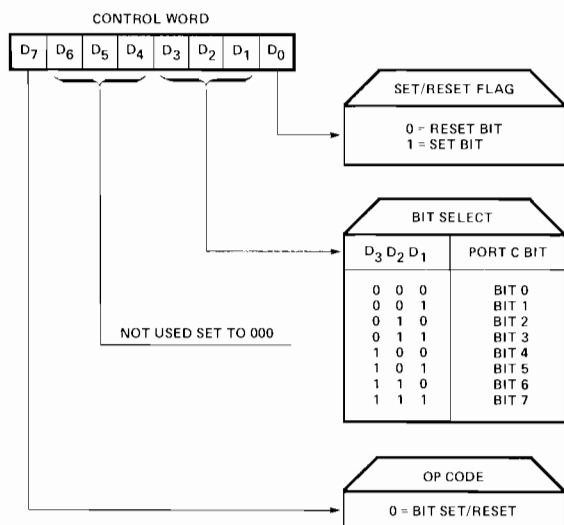 CONTROL WORD
D7 D6 D5 D4 D3 D2 D1 D0
SET/RESET FLAG
0 = RESET BIT
1 = SET BIT
BIT SELECT
D3 D2 D1 PORT C BIT
0 0 0 BIT 0
0 0 1 BIT 1
0 1 0 BIT 2
0 1 1 BIT 3
1 0 0 BIT 4
1 0 1 BIT 5
1 1 0 BIT 6
1 1 1 BIT 7
NOT USED SET TO 000
OP CODE
0 = BIT SET/RESET